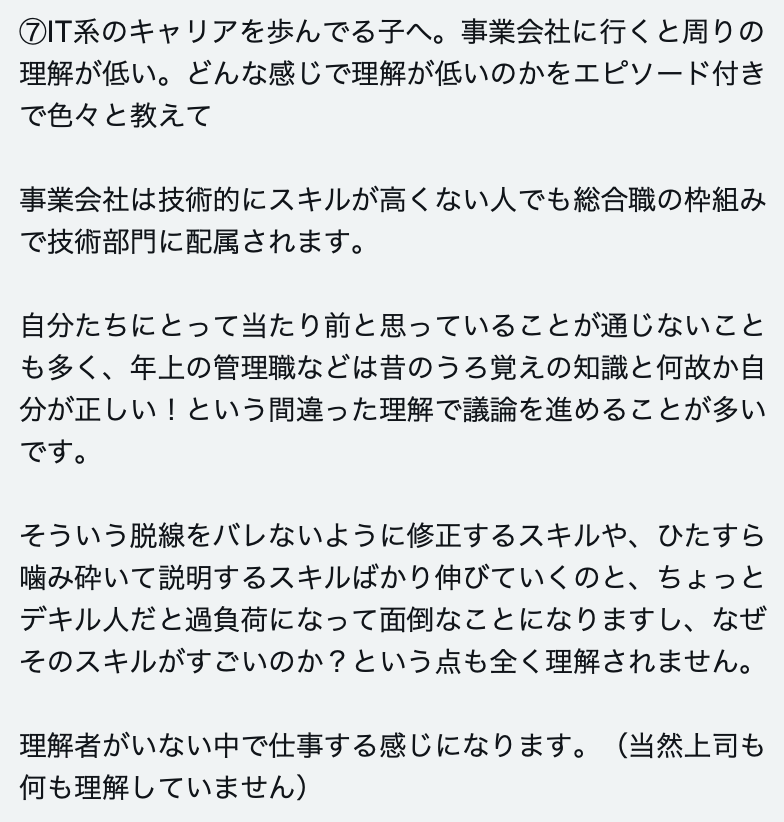 ⑦IT系のキャリアを歩んでる子へ。事業会社に行くと周りの
理解が低い。どんな感じで理解が低いのかをエピソード付き
で色々と教えて
事業会社は技術的にスキルが高くない人でも総合職の枠組み
で技術部門に配属されます。
自分たちにとって当たり前と思っていることが通じないこと
も多く、年上の管理職などは昔のうろ覚えの知識と何故か自
分が正しい！という間違った理解で議論を進めることが多い
です。
そういう脱線をバレないように修正するスキルや、ひたすら
噛み砕いて説明するスキルばかり伸びていくのと、ちょっと
デキル人だと過負荷になって面倒なことになりますし、なぜ
そのスキルがすごいのか？という点も全く理解されません。
理解者がいない中で仕事する感じになります。（当然上司も
何も理解していません）